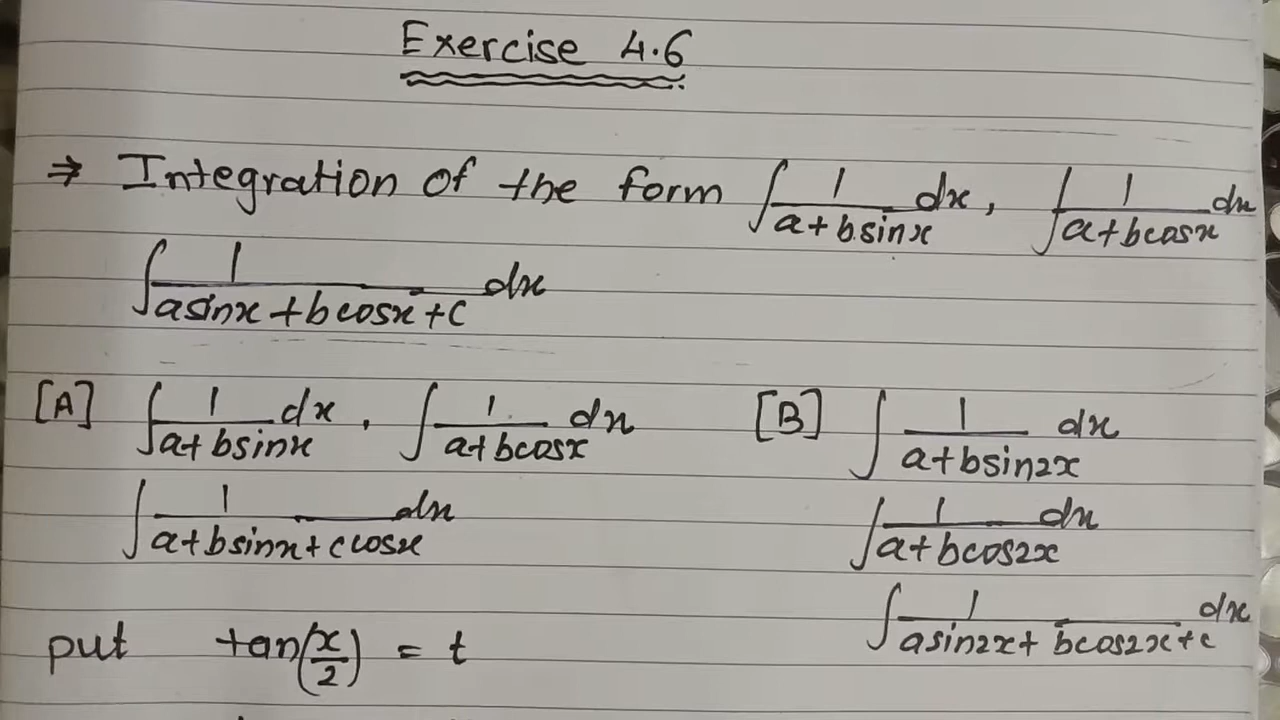 Exercise 4.6
⇒ Integration of the form ∫ 1/(a+bsinx) dx, ∫ 1/(a+bcosx) dx
∫ 1/(asinx+bcosx+c) dx
[A] ∫ 1/(a+bsinx) dx, ∫ 1/(a+bcosx) dx
∫ 1/(a+bsinx+ccosx) dx
put tan(x/2) = t
[B] ∫ 1/(a+bsin2x) dx
∫ 1/(a+bcos2x) dx
∫ 1/(asin2x+bcos2x+c) dx